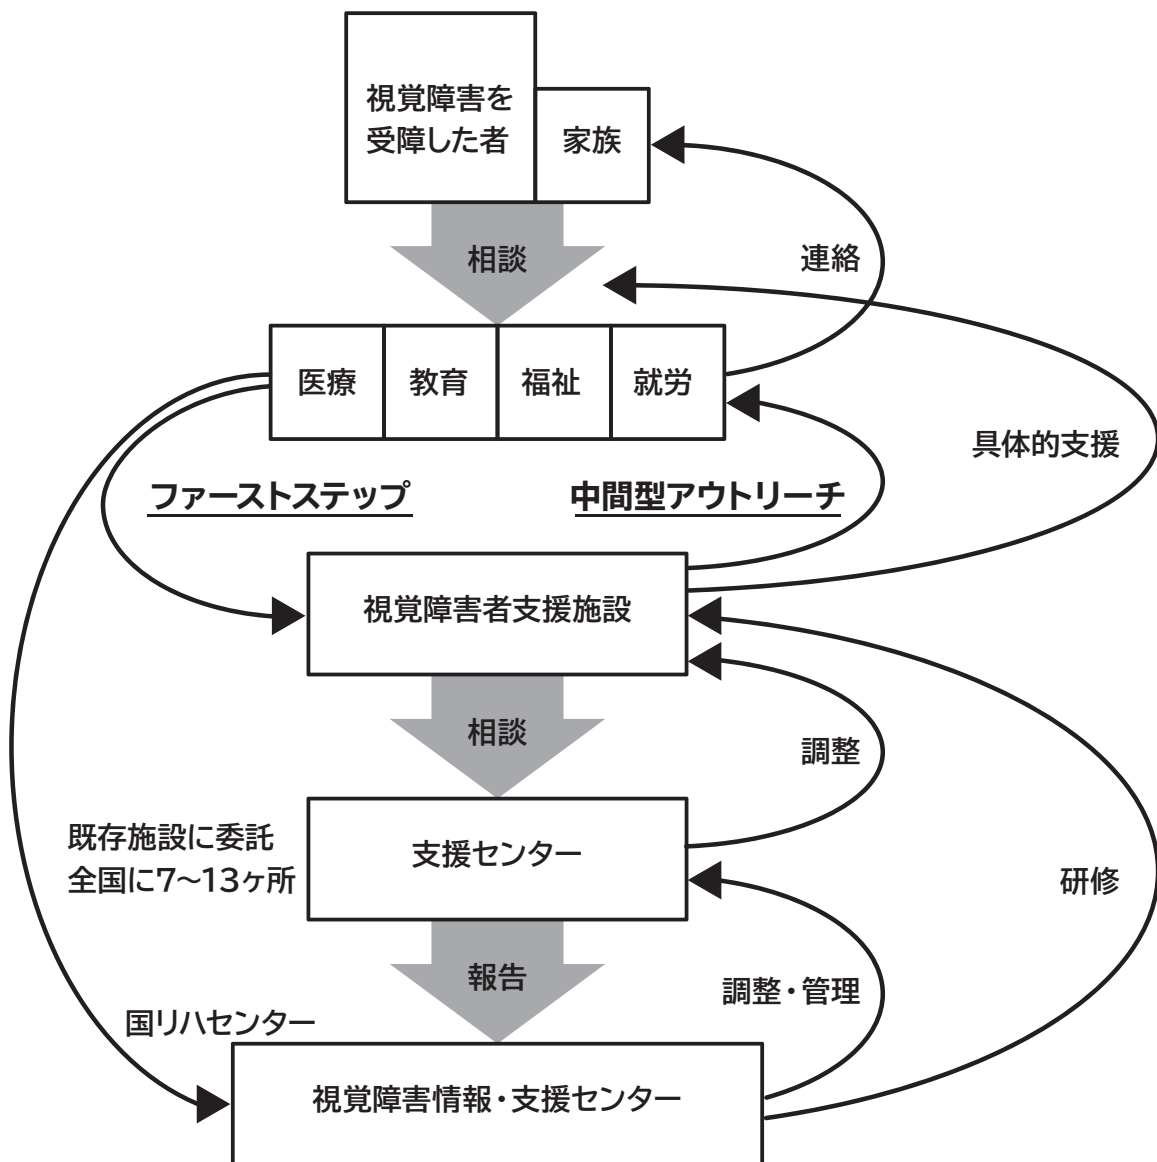 視覚障害を
受障した者
家族
相談
連絡
医療
教育
福祉
就労
具体的支援
ファーストステップ
中間型アウトリーチ
視覚障害者支援施設
相談
調整
既存施設に委託
全国に7〜13ヶ所
支援センター
研修
報告
調整・管理
国リハセンター
視覚障害情報・支援センター